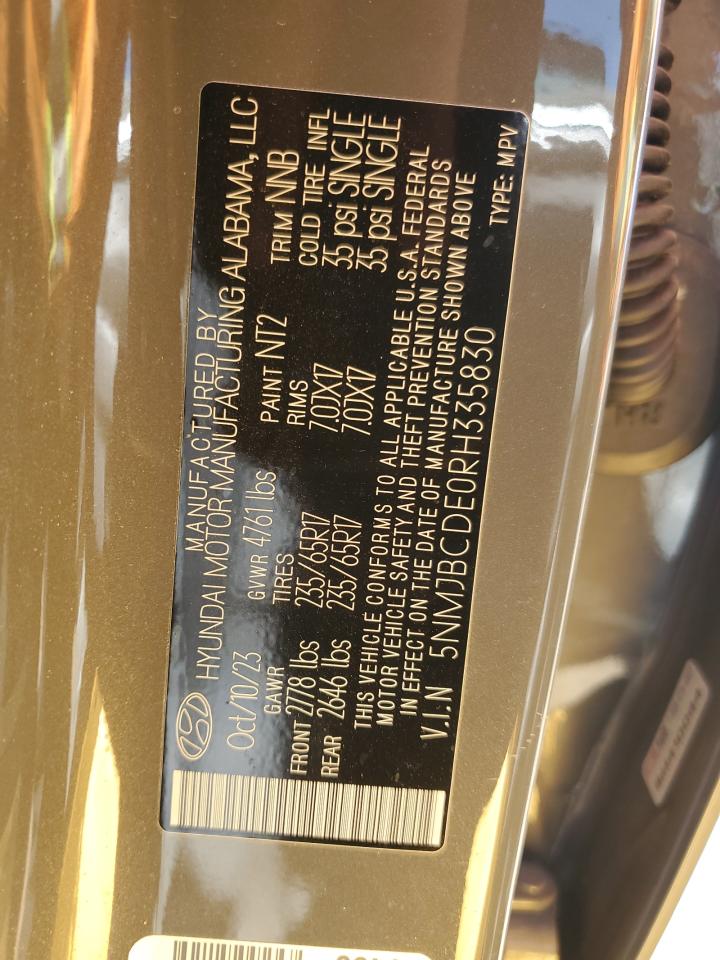 MANUFACTURED BY
HYUNDAI MOTOR MANUFACTURING ALABAMA, LLC
Oct/10/23 GVWR 4761 lbs PAINT NT2 TRIM NNB
GAWR TIRES RIMS COLD TIRE INFL
FRONT 2778 lbs 235/65R17 7.0JX17 35 psi SINGLE
REAR 2646 lbs 235/65R17 7.0JX17 35 psi SINGLE
THIS VEHICLE CONFORMS TO ALL APPLICABLE U.S.A. FEDERAL
MOTOR VEHICLE SAFETY AND THEFT PREVENTION STANDARDS
IN EFFECT ON THE DATE OF MANUFACTURE SHOWN ABOVE
V.I.N 5NMJBCDE0RH335830 TYPE: MPV